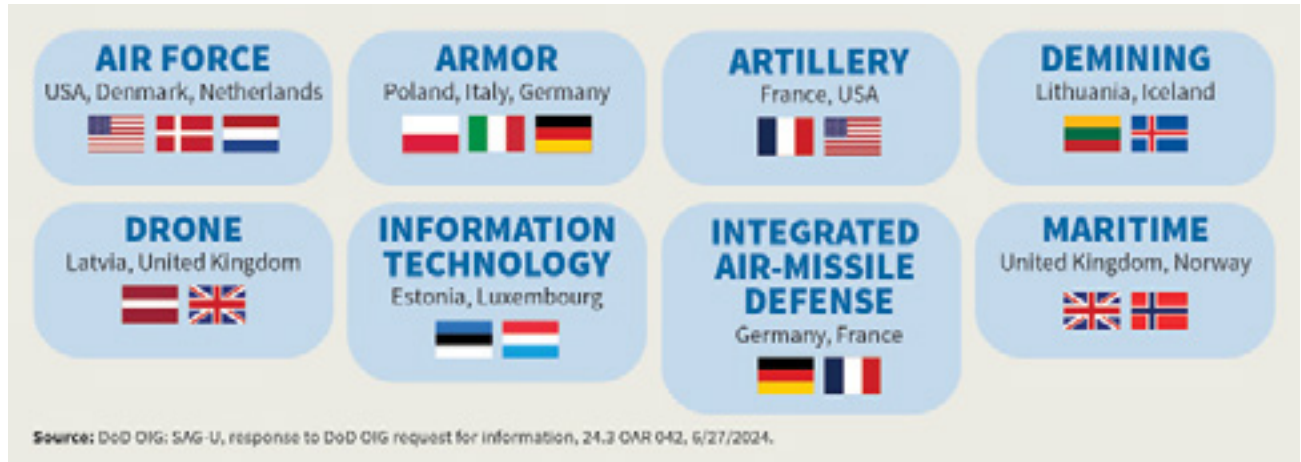 AIR FORCE
USA, Denmark, Netherlands
ARMOR
Poland, Italy, Germany
ARTILLERY
France, USA
DEMINING
Lithuania, Iceland
DRONE
Latvia, United Kingdom
INFORMATION
TECHNOLOGY
Estonia, Luxembourg
INTEGRATED
AIR-MISSILE
DEFENSE
Germany, France
MARITIME
United Kingdom, Norway
Source: DoD OIG: SAG-U, response to DoD OIG request for information, 24.3 OAR 042, 6/27/2024.